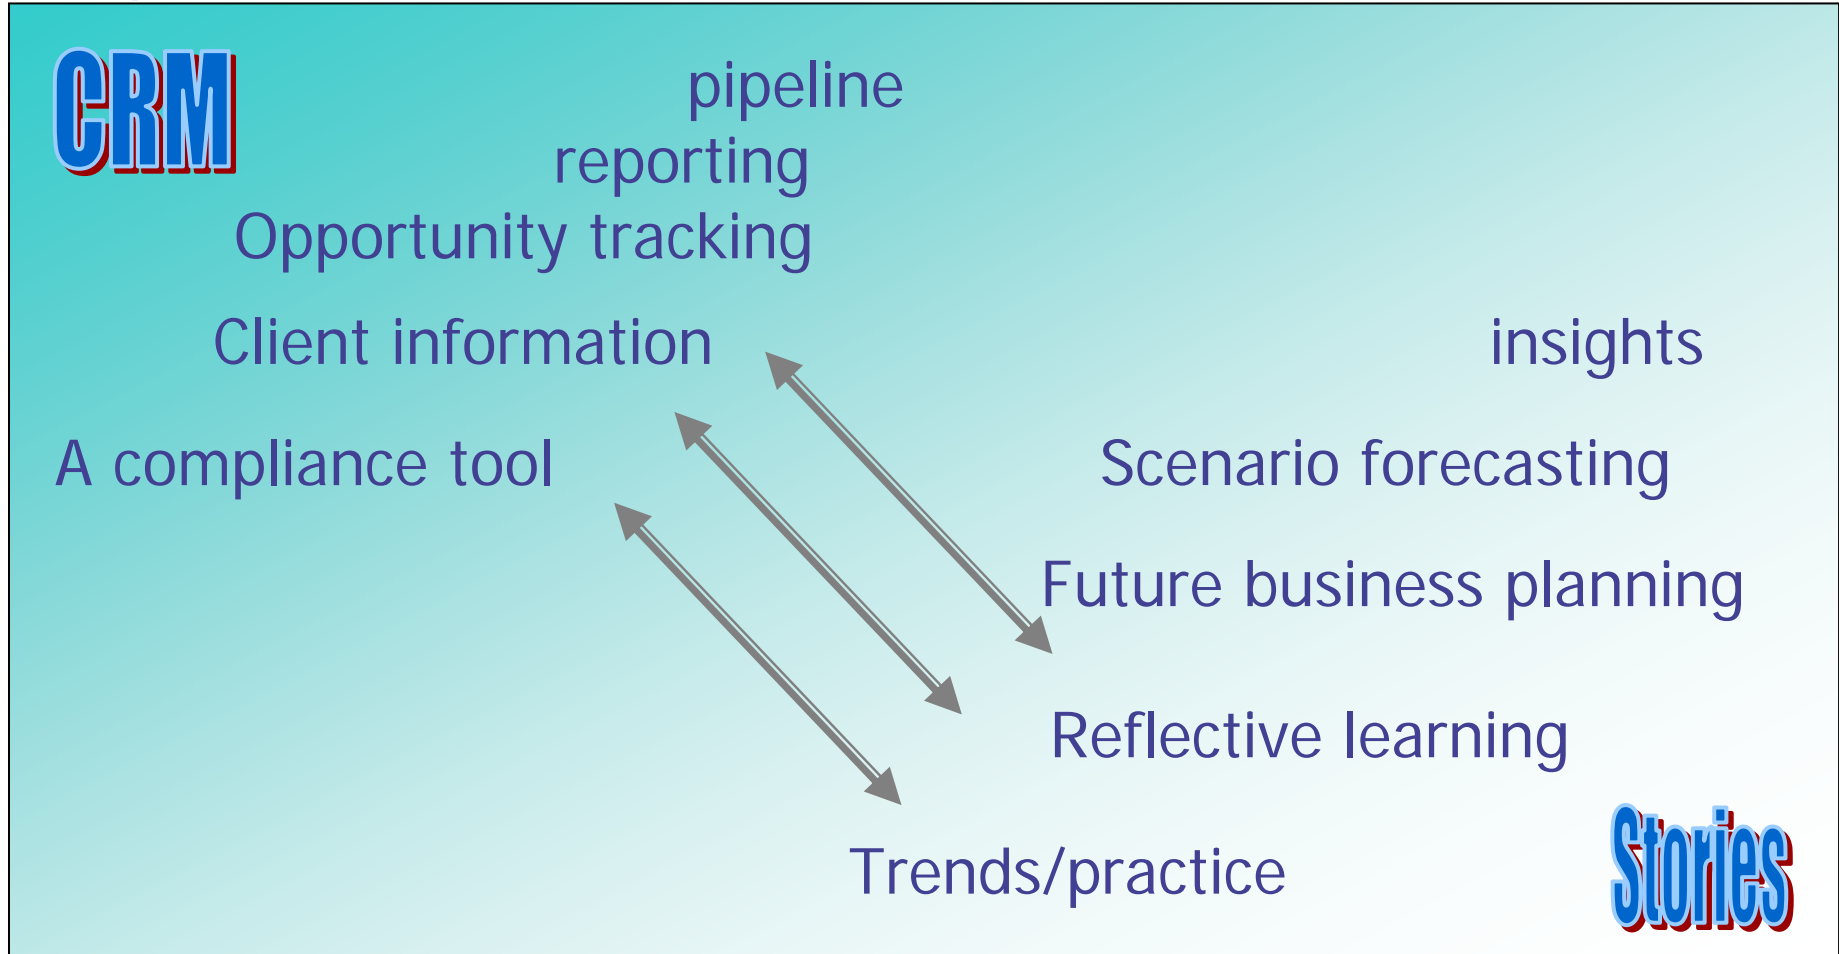 CRM
pipeline
reporting
Opportunity tracking
Client information
A compliance tool
insights
Scenario forecasting
Future business planning
Reflective learning
Trends/practice
Stories